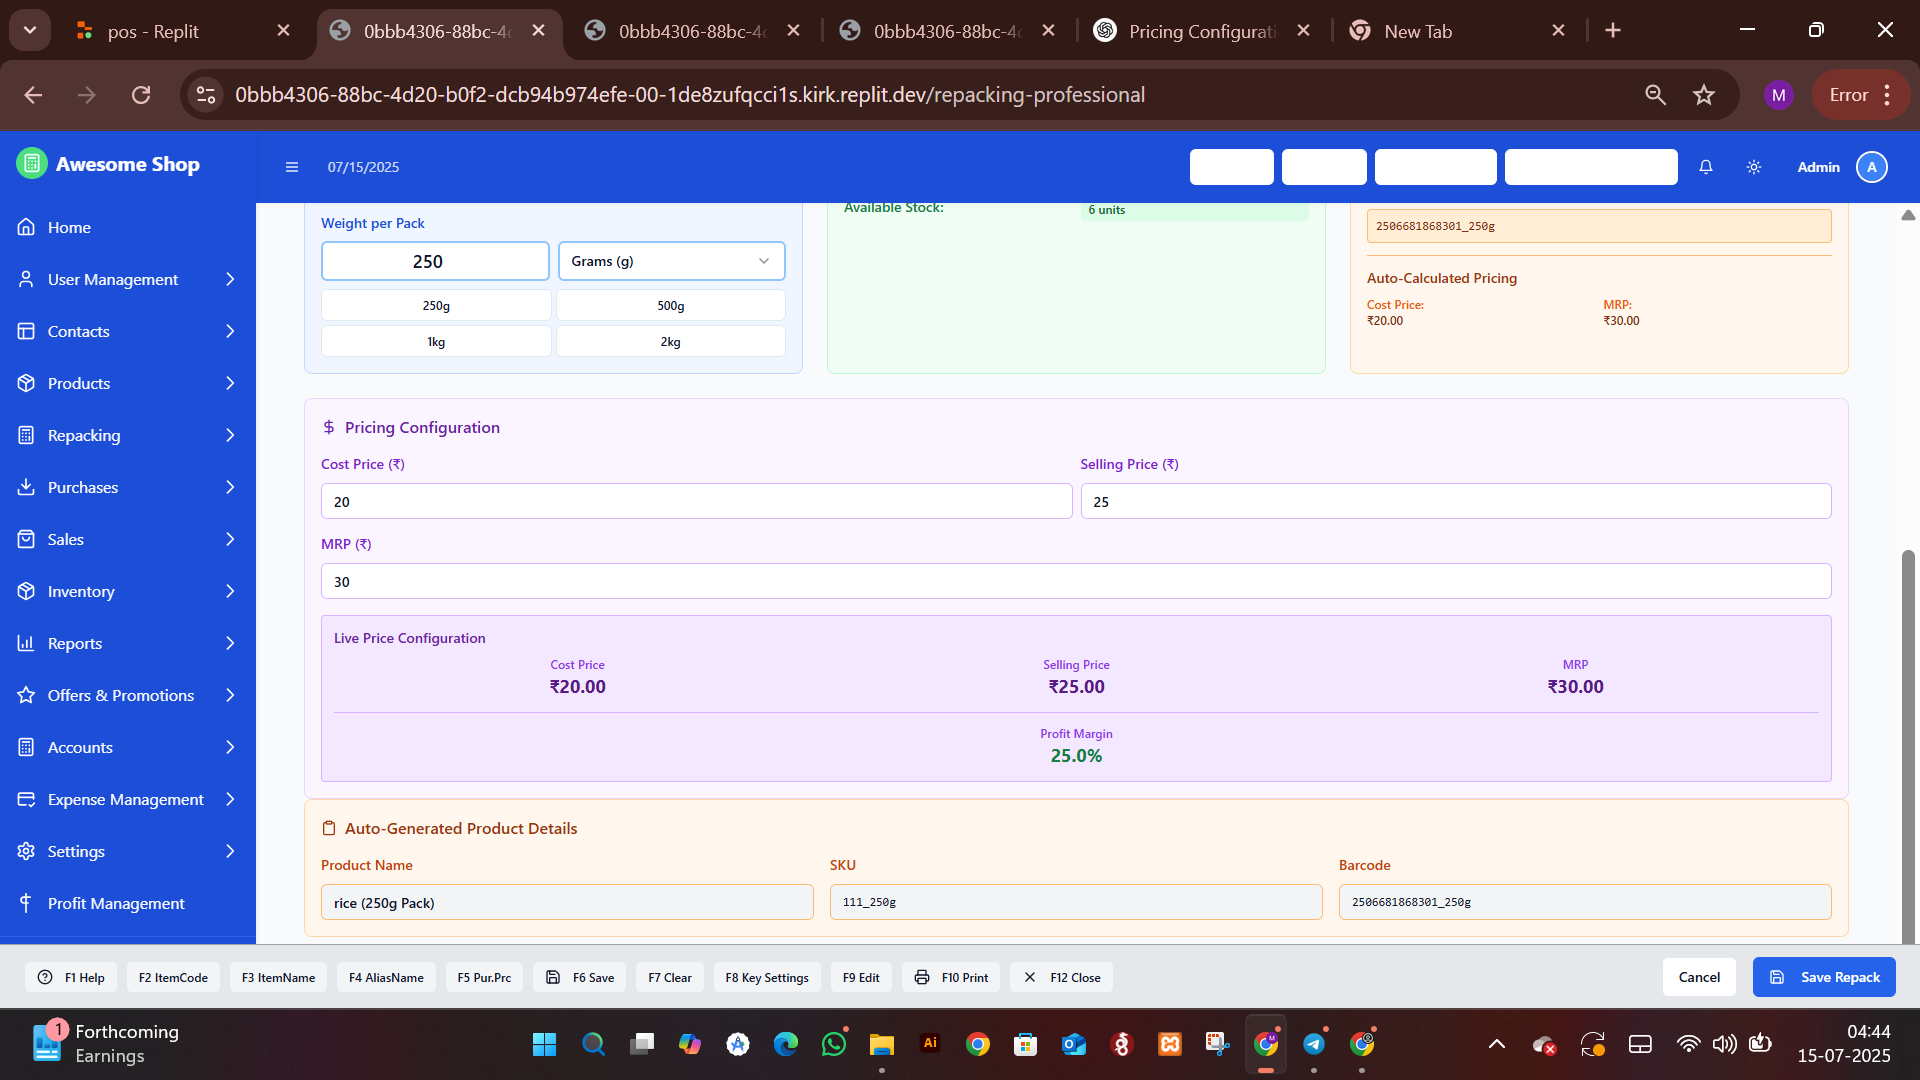 pos - Replit
0bbb4306-88bc-4d
0bbb4306-88bc-4d
0bbb4306-88bc-4d
Pricing Configurati
New Tab
0bbb4306-88bc-4d20-b0f2-dcb94b974efe-00-1de8zufqcci1s.kirk.replit.dev/repacking-professional
M
Error
Awesome Shop
07/15/2025
Admin
A
Home
User Management
Contacts
Products
Repacking
Purchases
Sales
Inventory
Reports
Offers & Promotions
Accounts
Expense Management
Settings
Profit Management
Weight per Pack
250
Grams (g)
250g
500g
1kg
2kg
Available Stock:
6 units
2506681868301_250g
Auto-Calculated Pricing
Cost Price:
MRP:
₹20.00
₹30.00
Pricing Configuration
Cost Price (₹)
Selling Price (₹)
20
25
MRP (₹)
30
Live Price Configuration
Cost Price
Selling Price
MRP
₹20.00
₹25.00
₹30.00
Profit Margin
25.0%
Auto-Generated Product Details
Product Name
SKU
Barcode
rice (250g Pack)
111_250g
2506681868301_250g
F1 Help
F2 ItemCode
F3 ItemName
F4 AliasName
F5 Pur.Prc
F6 Save
F7 Clear
F8 Key Settings
F9 Edit
F10 Print
F12 Close
Cancel
Save Repack
1
Forthcoming
Earnings
Ai
04:44
15-07-2025